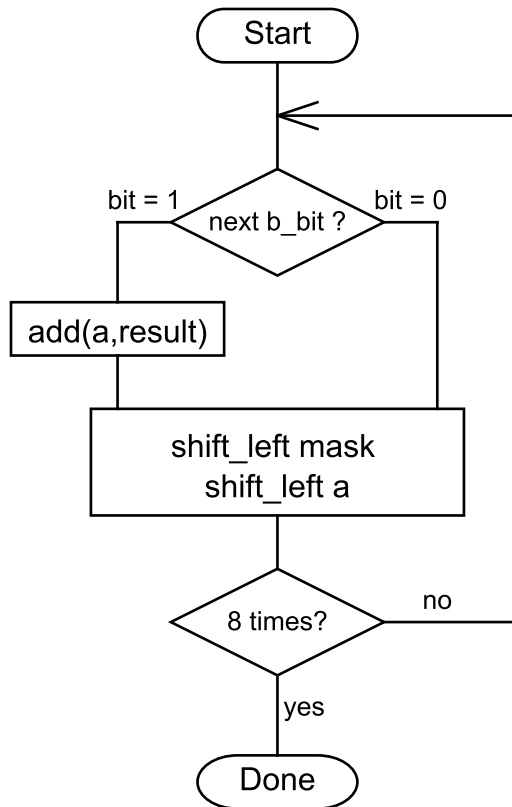 Start
bit = 1
bit = 0
next b_bit ?
add(a,result)
shift_left mask
shift_left a
8 times?
no
yes
Done